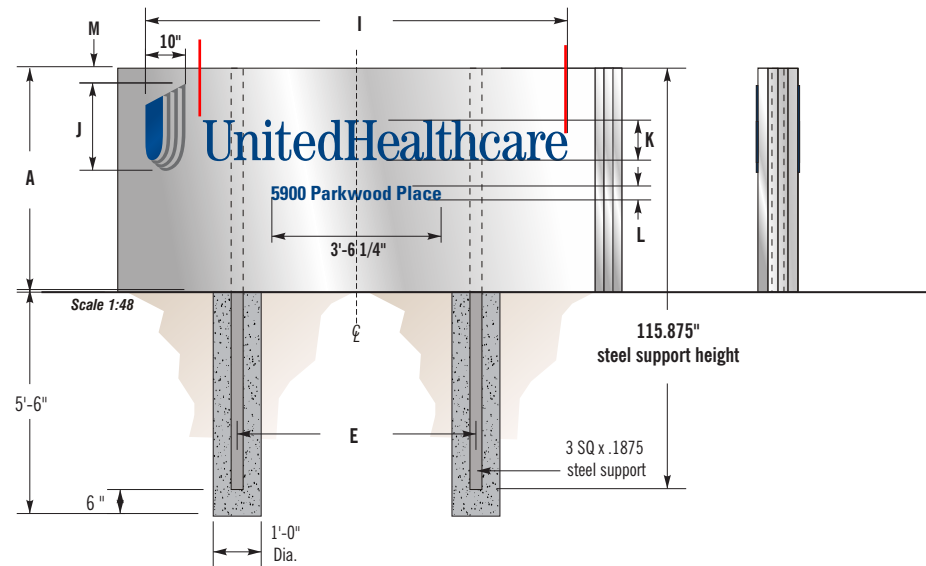 I
M
10"
J
K
A
UnitedHealthcare
5900 Parkwood Place
L
3'-6 1/4"
Scale 1:48
℄
115.875"
steel support height
5'-6"
E
3 SQ x .1875
steel support
6 "
1'-0"
Dia.